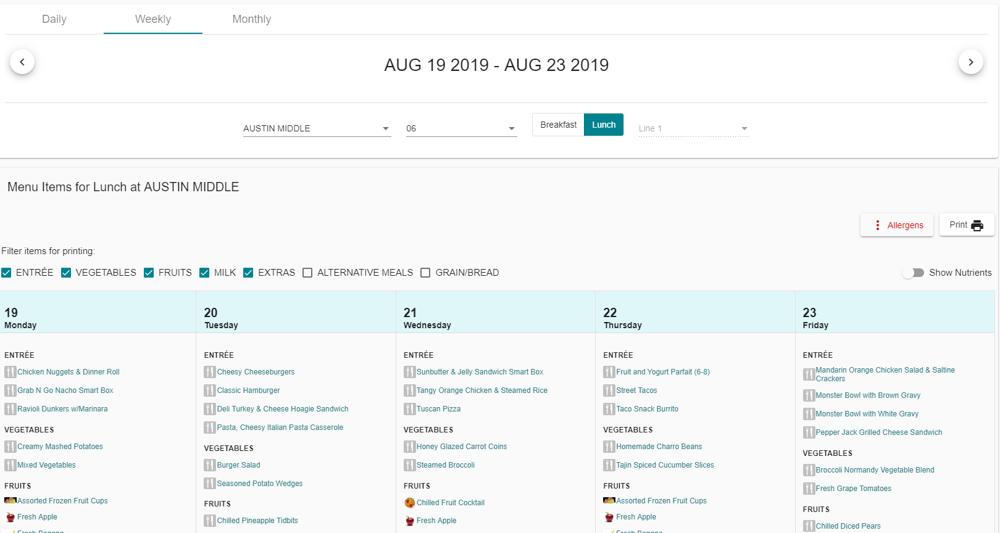 Daily
Weekly
Monthly
AUG 19 2019 - AUG 23 2019
AUSTIN MIDDLE
06
Breakfast
Lunch
Line 1
Menu Items for Lunch at AUSTIN MIDDLE
Allergens
Print
Filter items for printing:
ENTRÉE
VEGETABLES
FRUITS
MILK
EXTRAS
ALTERNATIVE MEALS
GRAIN/BREAD
Show Nutrients
19
Monday
ENTRÉE
Chicken Nuggets & Dinner Roll
Grab N Go Nacho Smart Box
Ravioli Dunkers w/Marinara
VEGETABLES
Creamy Mashed Potatoes
Mixed Vegetables
FRUITS
Assorted Frozen Fruit Cups
Fresh Apple
Fresh Banana
20
Tuesday
ENTRÉE
Cheesy Cheeseburgers
Classic Hamburger
Deli Turkey & Cheese Hoagie Sandwich
Pasta, Cheesy Italian Pasta Casserole
VEGETABLES
Burger Salad
Seasoned Potato Wedges
FRUITS
Chilled Pineapple Tidbits
21
Wednesday
ENTRÉE
Sunbutter & Jelly Sandwich Smart Box
Tangy Orange Chicken & Steamed Rice
Tuscan Pizza
VEGETABLES
Honey Glazed Carrot Coins
Steamed Broccoli
FRUITS
Chilled Fruit Cocktail
Fresh Apple
22
Thursday
ENTRÉE
Fruit and Yogurt Parfait (6-8)
Street Tacos
Taco Snack Burrito
VEGETABLES
Homemade Charro Beans
Tajin Spiced Cucumber Slices
FRUITS
Assorted Frozen Fruit Cups
Fresh Apple
Fresh Banana
23
Friday
ENTRÉE
Mandarin Orange Chicken Salad & Saltine
Crackers
Monster Bowl with Brown Gravy
Monster Bowl with White Gravy
Pepper Jack Grilled Cheese Sandwich
VEGETABLES
Broccoli Normandy Vegetable Blend
Fresh Grape Tomatoes
FRUITS
Chilled Diced Pears